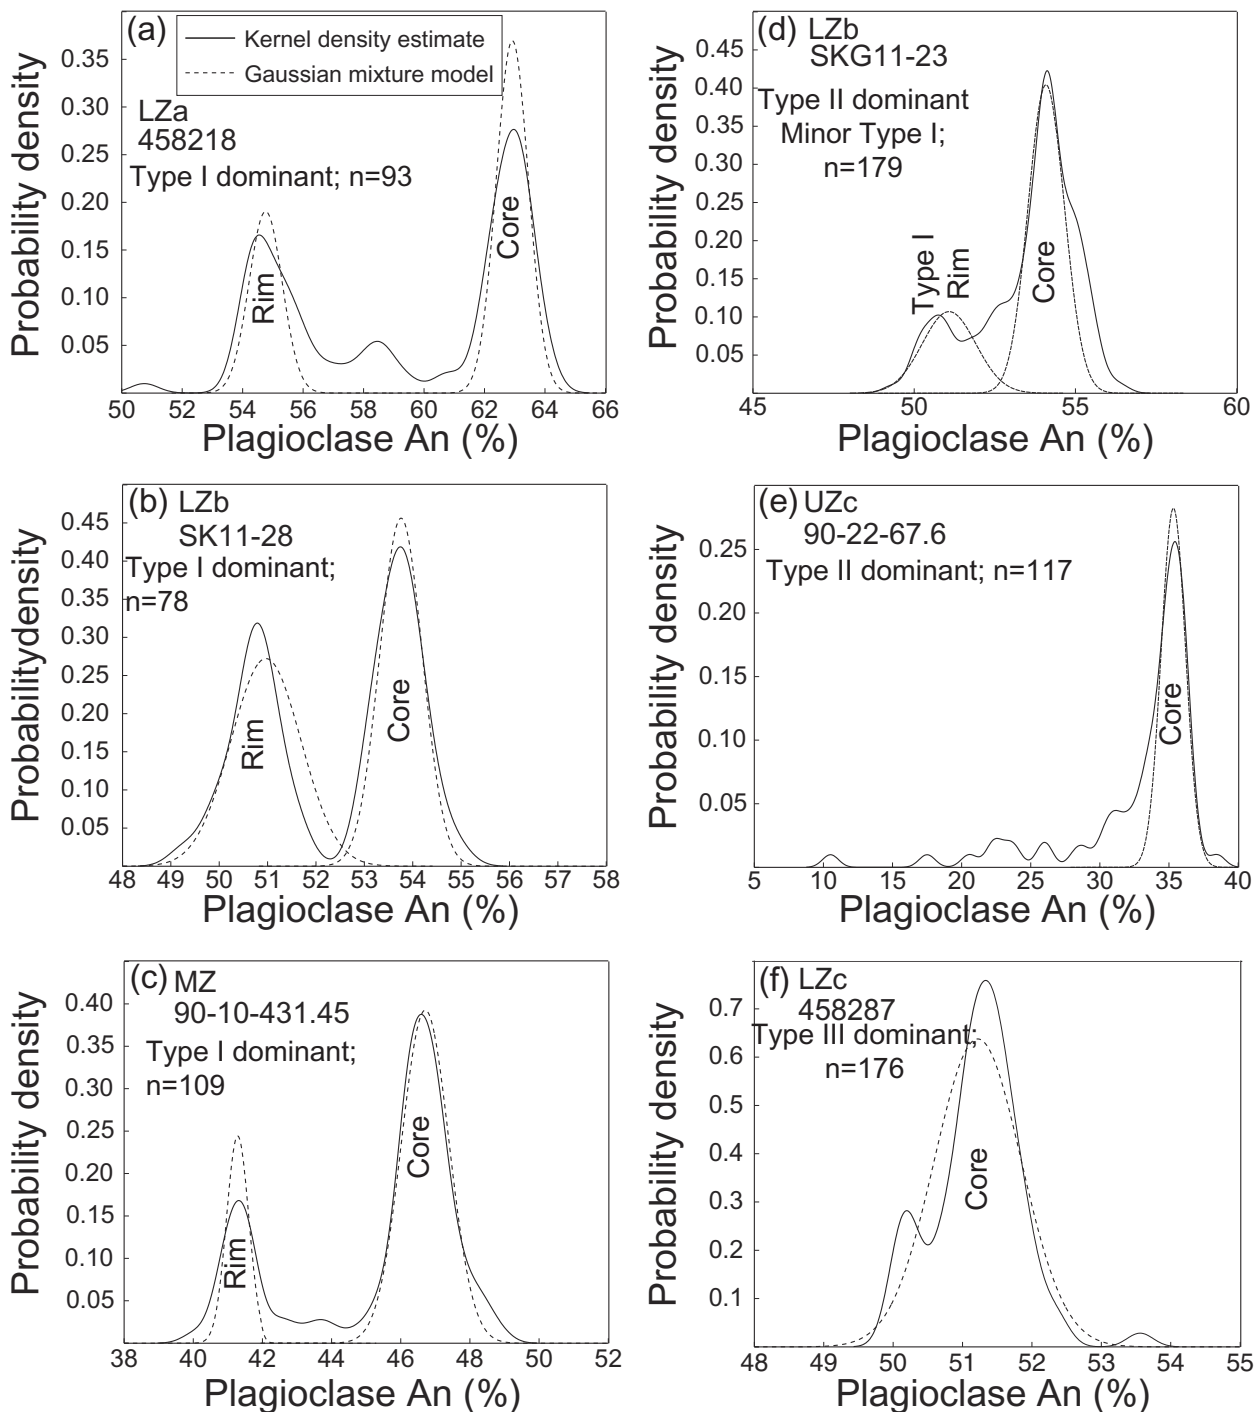 (a)
Kernel density estimate
Gaussian mixture model
LZa
458218
Type I dominant; n=93
Rim
Core
Probability density
0.35
0.30
0.25
0.20
0.15
0.10
0.05
50 52 54 56 58 60 62 64 66
Plagioclase An (%)
(b) LZb
SK11-28
Type I dominant;
n=78
Rim
Core
Probabilitydensity
0.45
0.40
0.35
0.30
0.25
0.20
0.15
0.10
0.05
48 49 50 51 52 53 54 56 55 56 57 58
Plagioclase An (%)
(c) MZ
90-10-431.45
Type I dominant;
n=109
Rim
Core
Probability density
0.40
0.35
0.30
0.25
0.20
0.15
0.10
0.05
38 40 42 44 46 48 50 52
Plagioclase An (%)
(d) LZb
SKG11-23
Type II dominant
Minor Type I;
n=179
Type I
Rim
Core
Probability density
0.45
0.40
0.35
0.30
0.25
0.20
0.15
0.10
0.05
45 50 55 60
Plagioclase An (%)
(e) UZc
90-22-67.6
Type II dominant; n=117
Core
Probability density
0.25
0.20
0.15
0.10
0.05
5 10 15 20 25 30 35 40
Plagioclase An (%)
(f) LZc
458287
Type III dominant;
n=176
Core
Probability density
0.7
0.6
0.5
0.4
0.3
0.2
0.1
48 49 50 51 52 53 54 55
Plagioclase An (%)